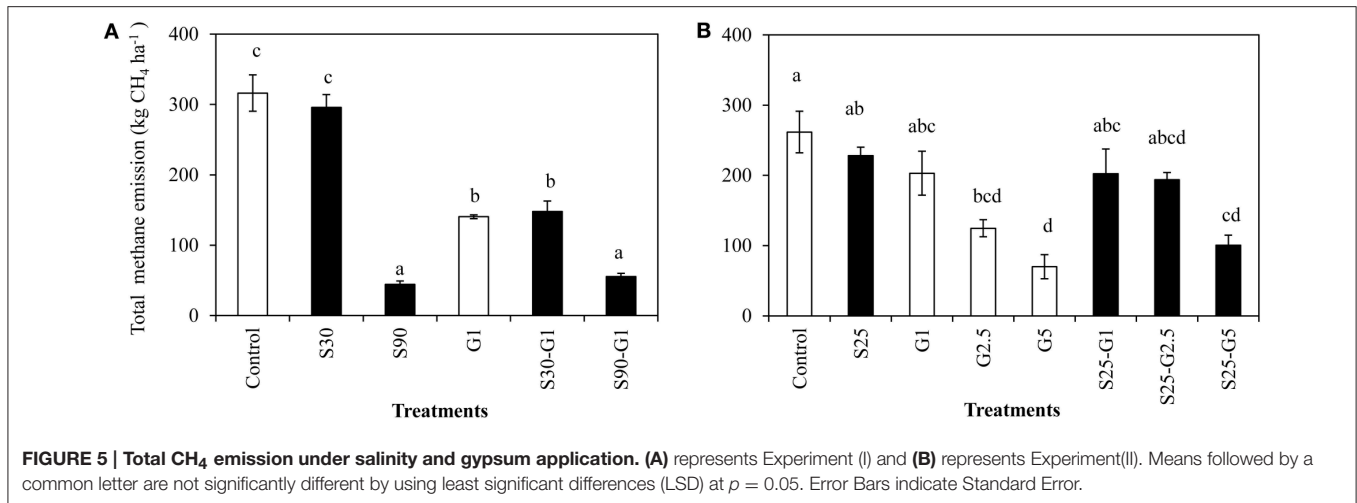 A
B
Total methane emission (kg CH₄ ha⁻¹)
400
300
200
100
0
c
c
a
b
b
a
Control
S30
S90
G1
S30-G1
S90-G1
Treatments
400
300
200
100
0
a
ab
abc
bcd
d
abc
abcd
cd
Control
S25
G1
G2.5
G5
S25-G1
S25-G2.5
S25-G5
Treatments
FIGURE 5 | Total CH₄ emission under salinity and gypsum application. (A) represents Experiment (I) and (B) represents Experiment(II). Means followed by a
common letter are not significantly different by using least significant differences (LSD) at p = 0.05. Error Bars indicate Standard Error.